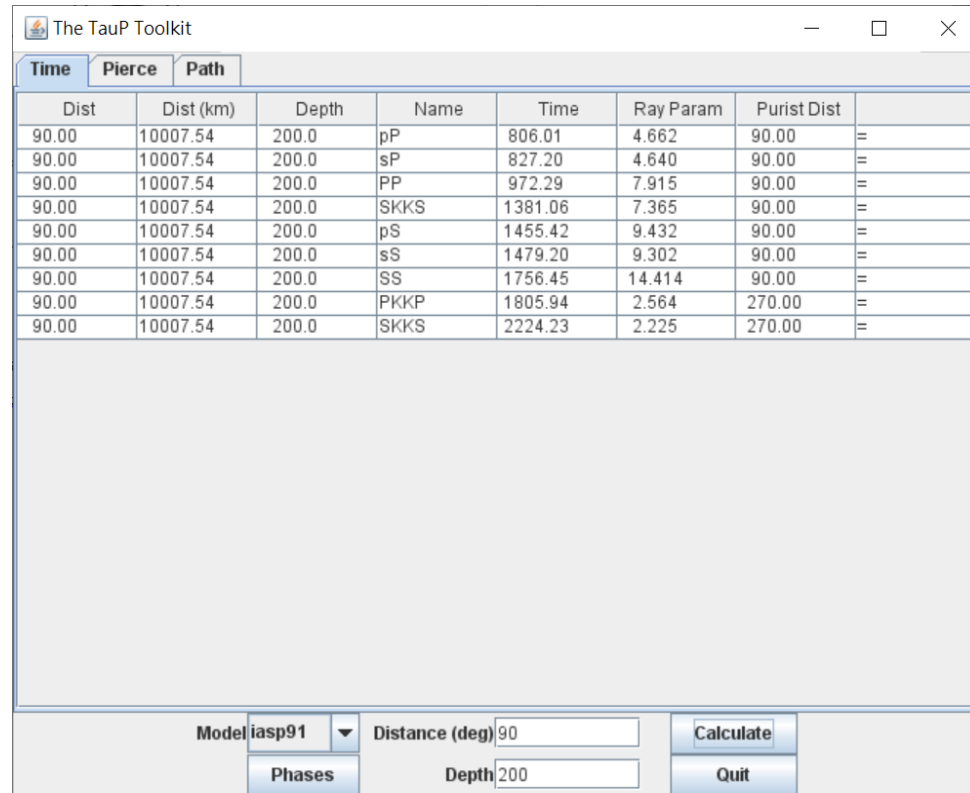 The TauP Toolkit
Time Pierce Path
Dist Dist (km) Depth Name Time Ray Param Purist Dist
90.00 10007.54 200.0 pP 806.01 4.662 90.00 =
90.00 10007.54 200.0 sP 827.20 4.640 90.00 =
90.00 10007.54 200.0 PP 972.29 7.915 90.00 =
90.00 10007.54 200.0 SKKS 1381.06 7.365 90.00 =
90.00 10007.54 200.0 pS 1455.42 9.432 90.00 =
90.00 10007.54 200.0 sS 1479.20 9.302 90.00 =
90.00 10007.54 200.0 SS 1756.45 14.414 90.00 =
90.00 10007.54 200.0 PKKP 1805.94 2.564 270.00 =
90.00 10007.54 200.0 SKKS 2224.23 2.225 270.00 =
Model iasp91 Distance (deg) 90 Calculate
Phases Depth 200 Quit